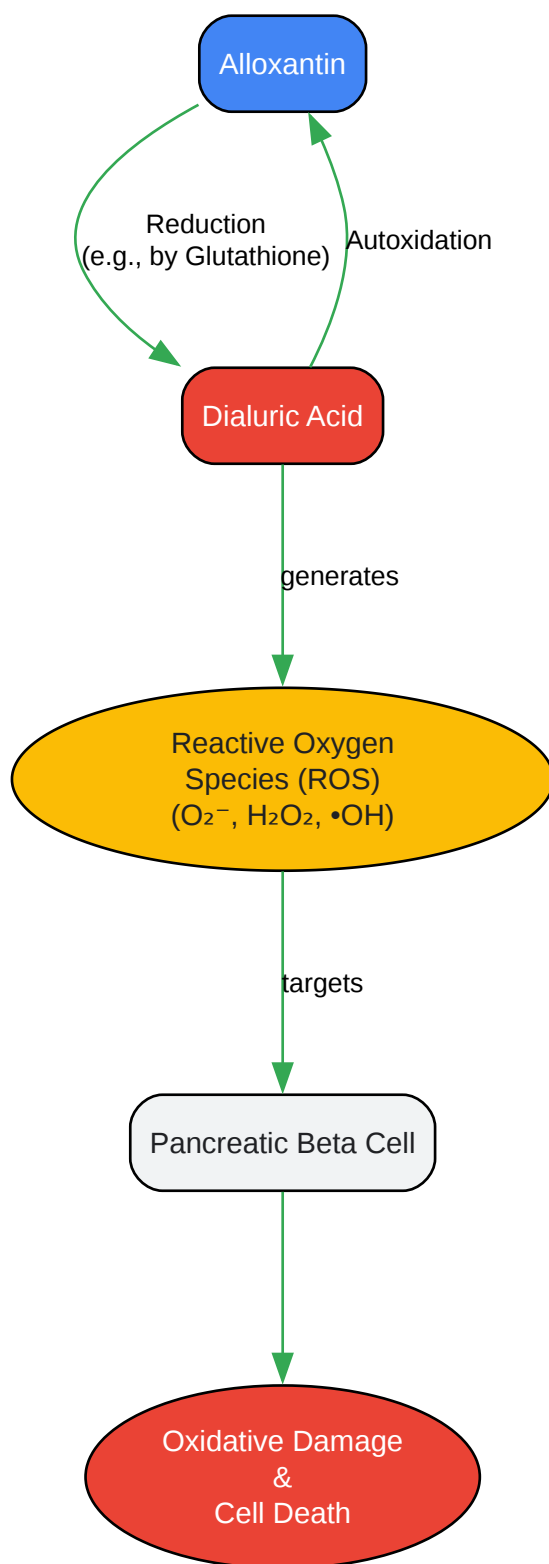 Alloxantin
Reduction
(e.g., by Glutathione)
Autoxidation
Dialuric Acid
generates
Reactive Oxygen
Species (ROS)
(O₂⁻, H₂O₂, •OH)
targets
Pancreatic Beta Cell
Oxidative Damage
&
Cell Death